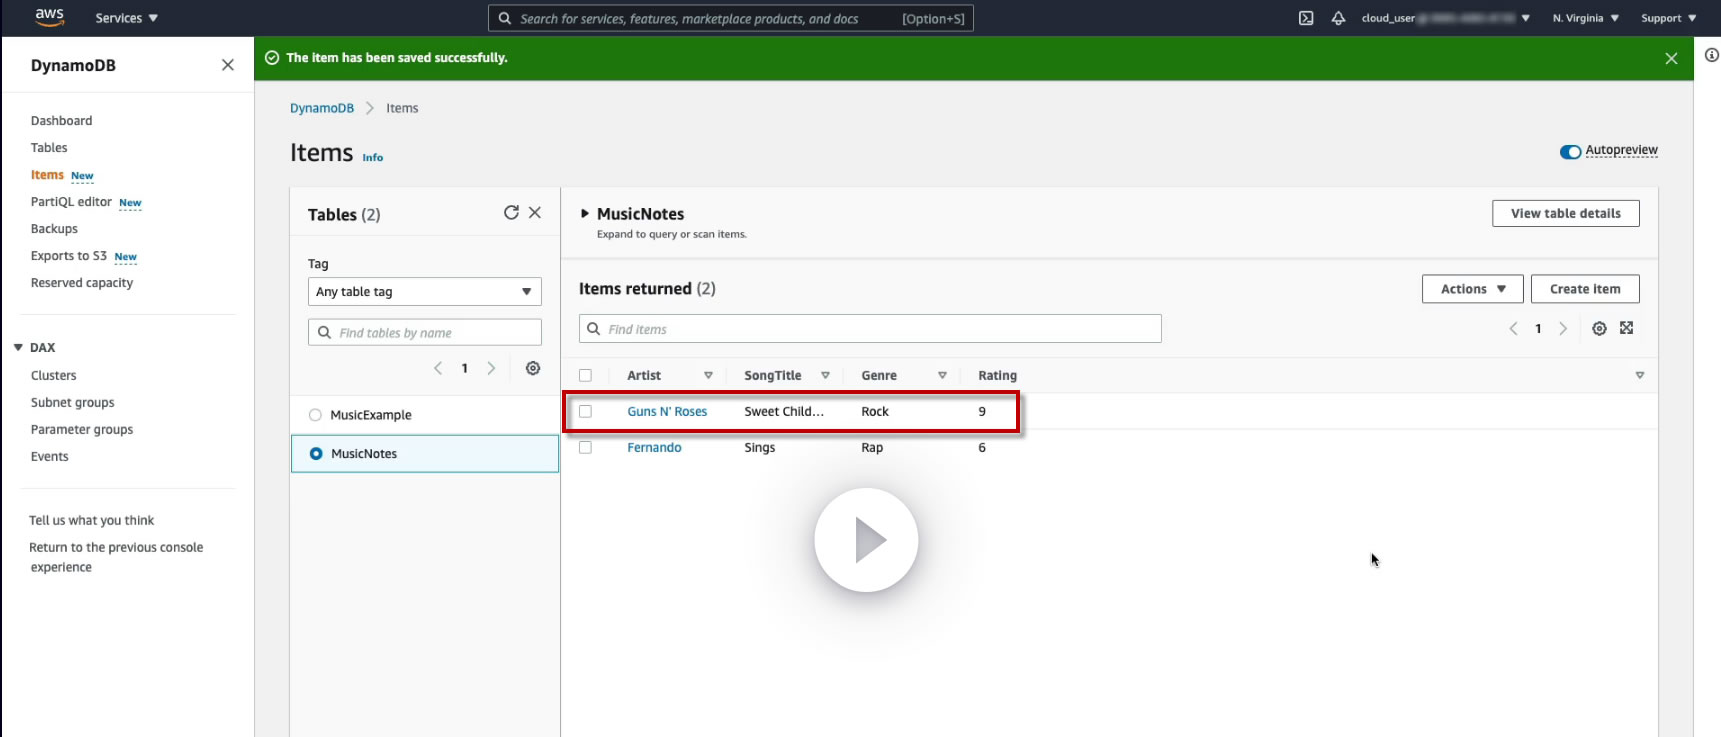 aws
Services
Search for services, features, marketplace products, and docs [Option+S]
cloud_user
N. Virginia
Support
DynamoDB
Dashboard
Tables
Items New
PartiQL editor New
Backups
Exports to S3 New
Reserved capacity
DAX
Clusters
Subnet groups
Parameter groups
Events
Tell us what you think
Return to the previous console
experience
The item has been saved successfully.
DynamoDB Items
Items Info
Autopreview
Tables (2)
Tag
Any table tag
Find tables by name
1
MusicExample
MusicNotes
MusicNotes
Expand to query or scan items.
View table details
Items returned (2)
Actions
Create item
Find items
1
Artist SongTitle Genre Rating
Guns N' Roses Sweet Child... Rock 9
Fernando Sings Rap 6